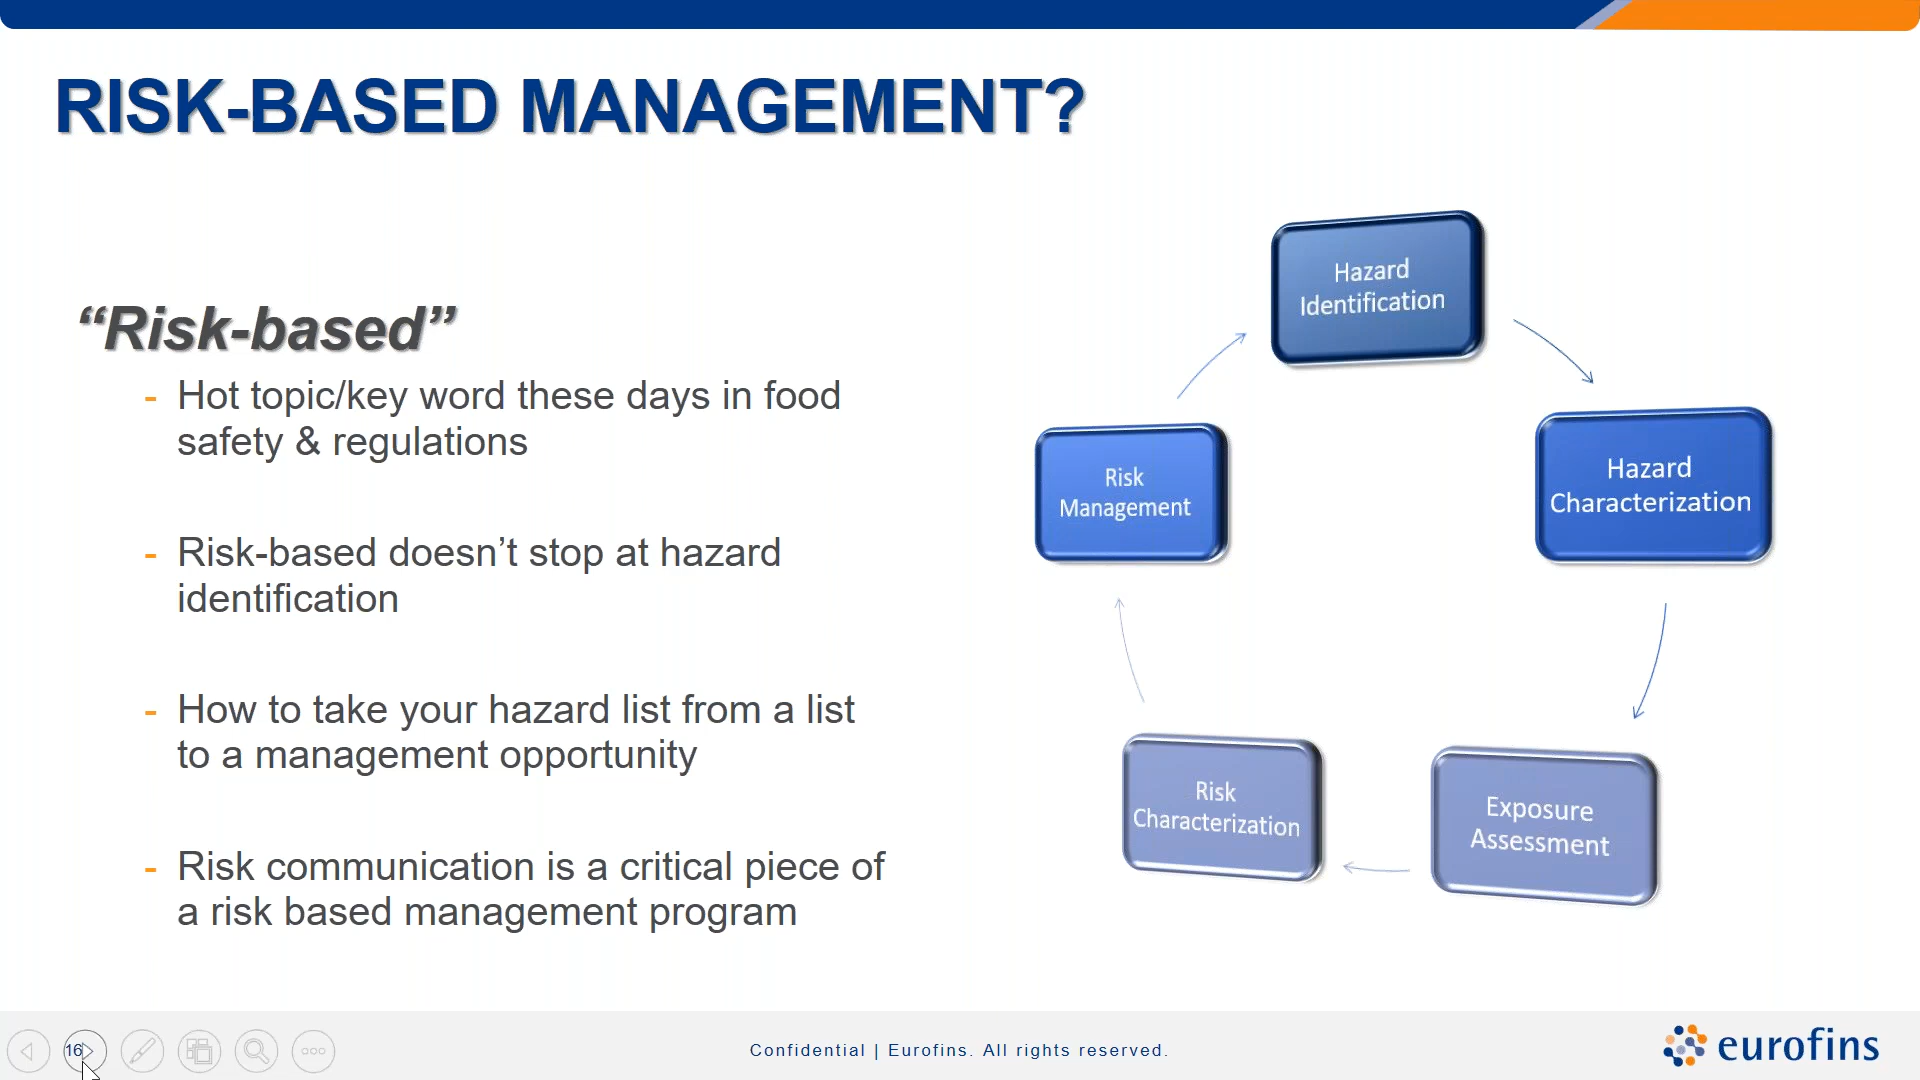 RISK-BASED MANAGEMENT?
“Risk-based”
- Hot topic/key word these days in food
safety & regulations
- Risk-based doesn’t stop at hazard
identification
- How to take your hazard list from a list
to a management opportunity
- Risk communication is a critical piece of
a risk based management program
Hazard
Identification
Hazard
Characterization
Exposure
Assessment
Risk
Characterization
Risk
Management
16
Confidential | Eurofins. All rights reserved.
eurofins